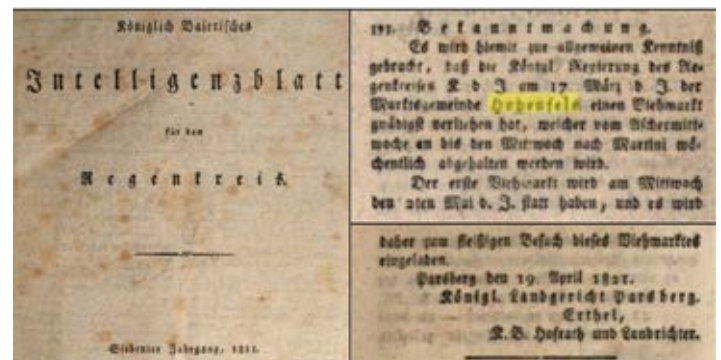 Königlich Baierisches
Intelligenzblatt
für den
Regenkreis.
Siebenter Jahrgang, 1821.
Bekanntmachung.
Es wird hiemit zur allgemeinen Kenntniß
gebracht, daß die Königl. Regierung des Re-
genkreises K d J am 17 März d J. der
Marktsgemeinde Hohenfels einen Viehmarkt
gnädigst verliehen hat, welcher vom Aschermitt-
woche an bis den Mittwoch nach Martini wö-
chentlich abgehalten werden wird.
Der erste Viehmarkt wird am Mittwoch
den 2ten Mai d. J. statt haben, und es wird
daher zum fleißigen Besuch dieses Viehmarktes
eingeladen.
Parsberg den 19. April 1821.
Königl. Landgericht Parsberg.
Erthel,
K. B. Hofrath und Landrichter.